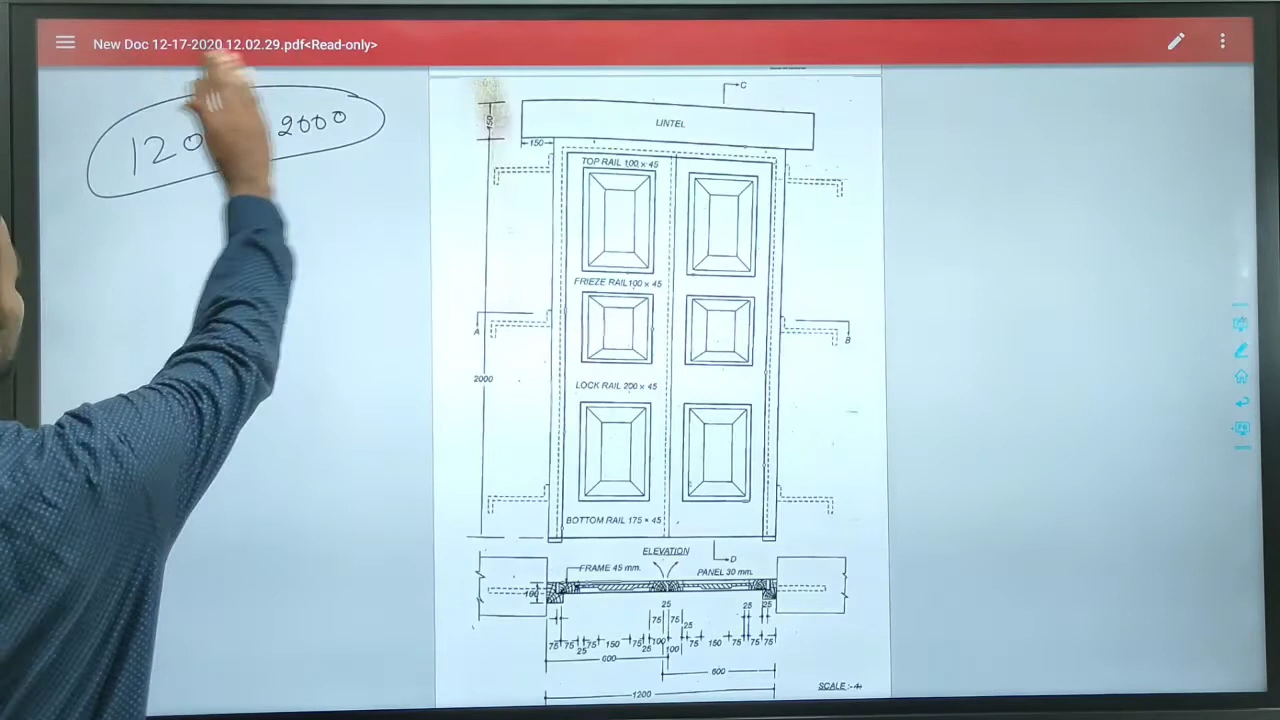 New Doc 12-17-2020 12.02.29.pdf<Read-only>
120 2000
C
150
LINTEL
150
TOP RAIL 100 × 45
FRIEZE RAIL 100 × 45
A
B
2000
LOCK RAIL 200 × 45
BOTTOM RAIL 175 × 45
ELEVATION
D
FRAME 45 mm.
PANEL 30 mm.
100
25
25 25
75 75
25
75 75 75 150 75 100 75 150 75 75
25 25 100
600
600
1200
SCALE :-